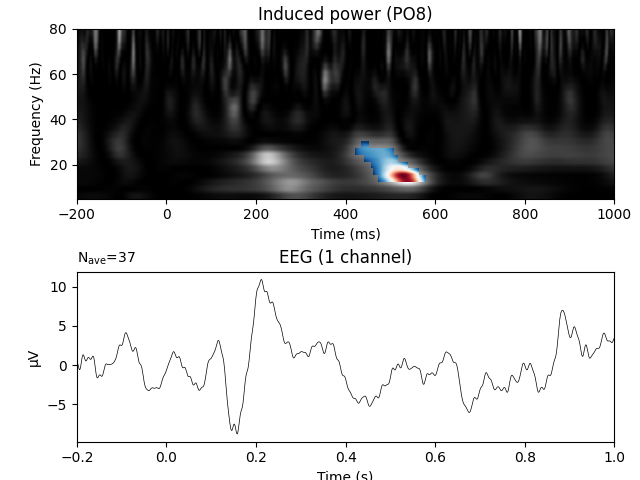 Induced power (PO8)
80
60
40
20
Frequency (Hz)
−200 0 200 400 600 800 1000
Time (ms)
Nave=37
EEG (1 channel)
10
5
0
−5
µV
−0.2 0.0 0.2 0.4 0.6 0.8 1.0
Time (s)